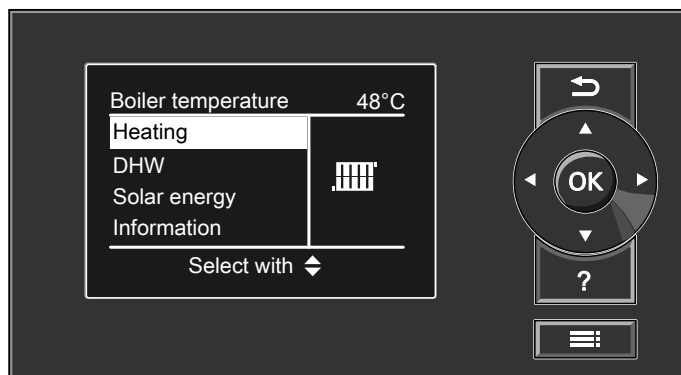 Boiler temperature 48°C
Heating
DHW
Solar energy
Information
Select with
OK
?